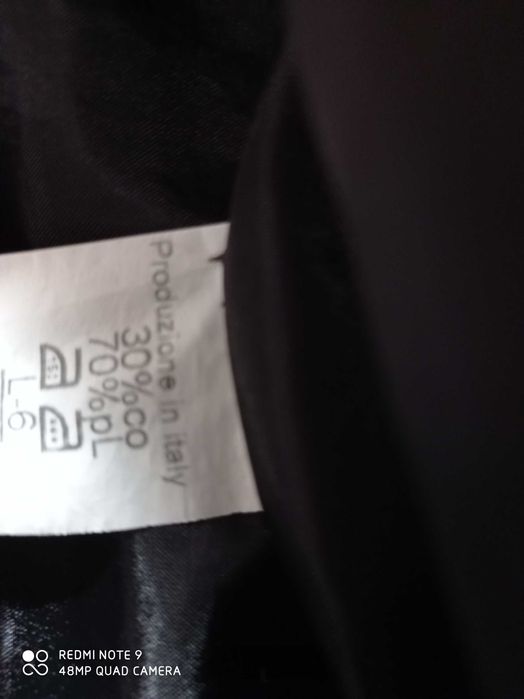 Produzione in italy
30%co
70%pL
L-6
REDMI NOTE 9
48MP QUAD CAMERA